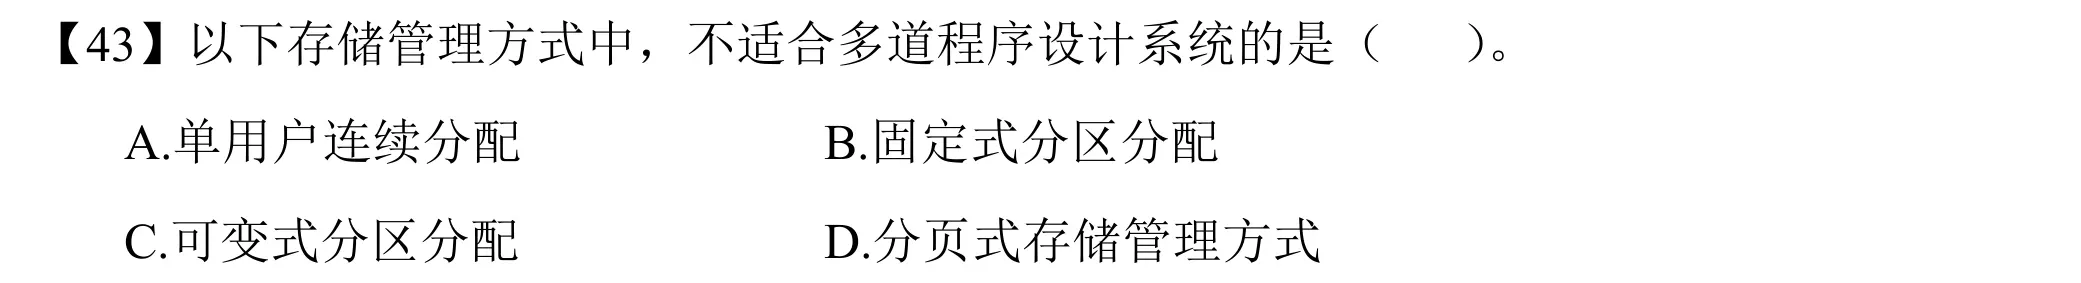 【43】以下存储管理方式中，不适合多道程序设计系统的是（　　）。
A.单用户连续分配　　B.固定式分区分配
C.可变式分区分配　　D.分页式存储管理方式